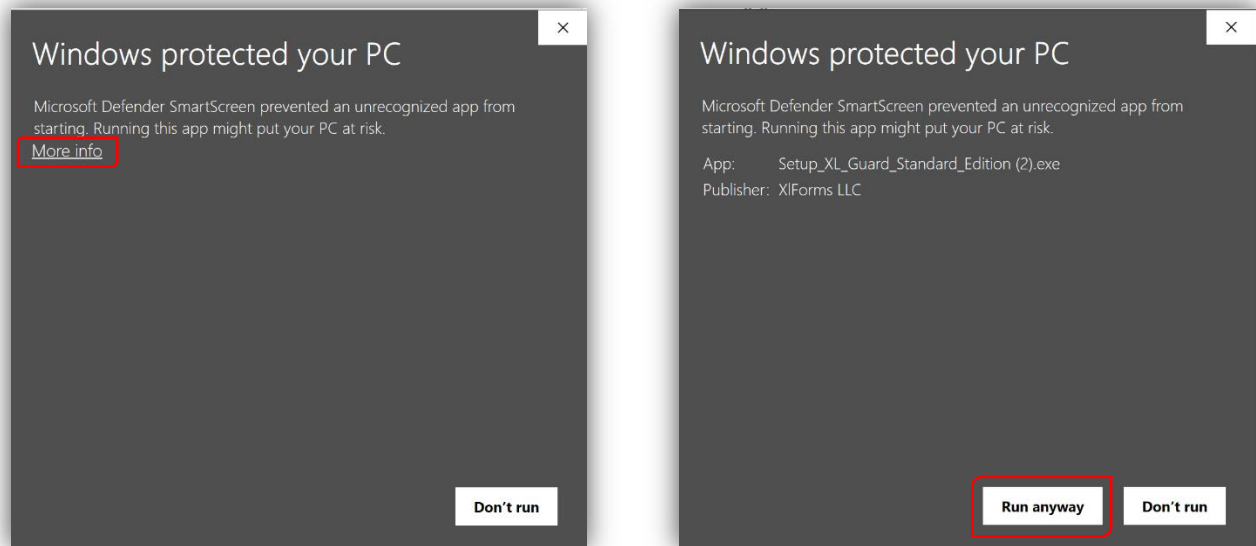 Windows protected your PC
Microsoft Defender SmartScreen prevented an unrecognized app from
starting. Running this app might put your PC at risk.
More info
Don't run
Windows protected your PC
Microsoft Defender SmartScreen prevented an unrecognized app from
starting. Running this app might put your PC at risk.
App: Setup_XL_Guard_Standard_Edition (2).exe
Publisher: XlForms LLC
Run anyway Don't run